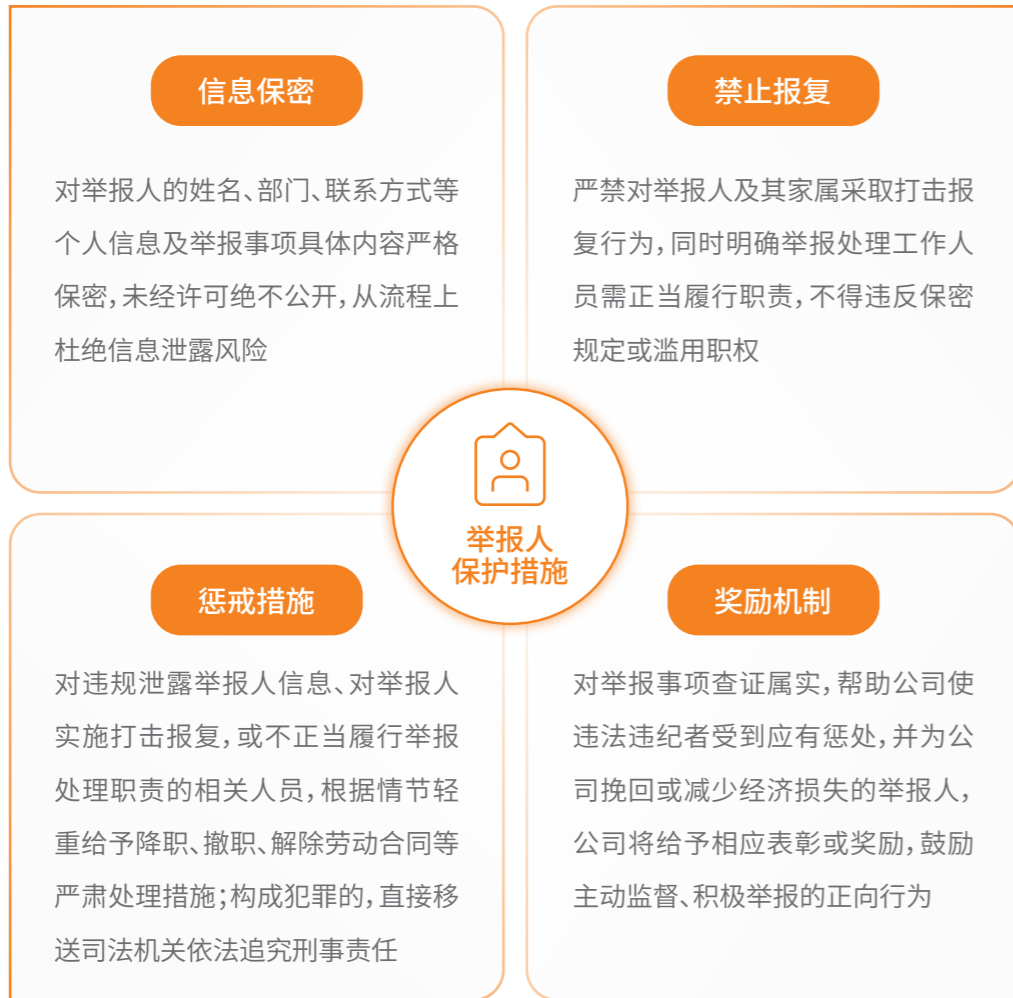 信息保密
对举报人的姓名、部门、联系方式等
个人信息及举报事项具体内容严格
保密，未经许可绝不公开，从流程上
杜绝信息泄露风险
禁止报复
严禁对举报人及其家属采取打击报
复行为，同时明确举报处理工作人
员需正当履行职责，不得违反保密
规定或滥用职权
举报人
保护措施
惩戒措施
对违规泄露举报人信息、对举报人
实施打击报复，或不正当履行举报
处理职责的相关人员，根据情节轻
重给予降职、撤职、解除劳动合同等
严肃处理措施；构成犯罪的，直接移
送司法机关依法追究刑事责任
奖励机制
对举报事项查证属实，帮助公司使
违法违纪者受到应有惩处，并为公
司挽回或减少经济损失的举报人，
公司将给予相应表彰或奖励，鼓励
主动监督、积极举报的正向行为